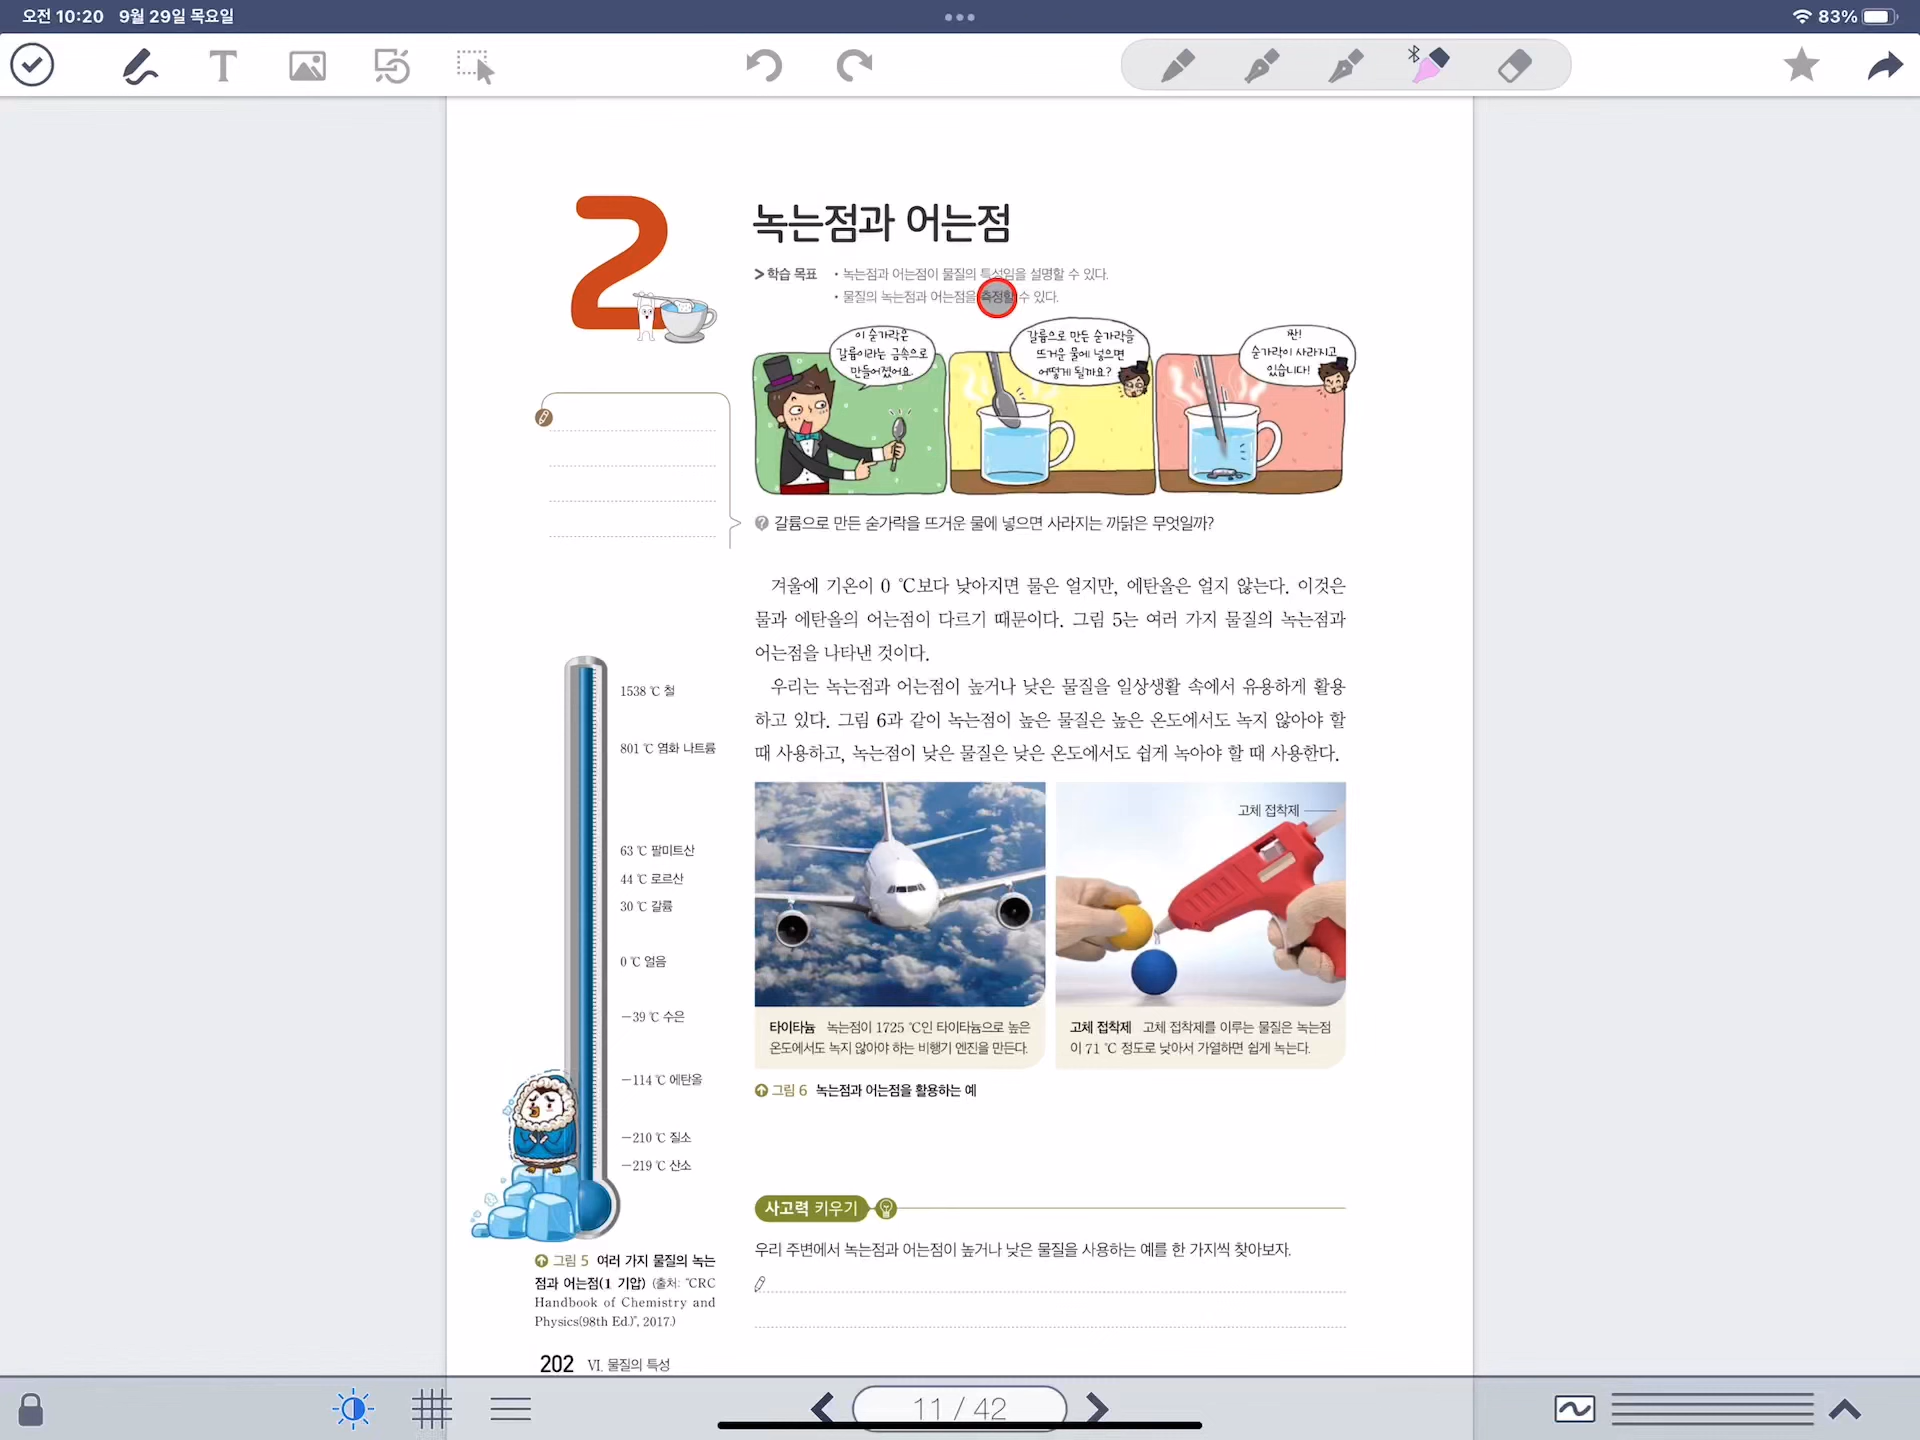 오전 10:20 9월 29일 목요일
83%
T
2
녹는점과 어는점
> 학습 목표 • 녹는점과 어는점이 물질의 특성임을 설명할 수 있다.
• 물질의 녹는점과 어는점을 측정할 수 있다.
이 숟가락은
갈륨이라는 금속으로
만들어졌어요.
갈륨으로 만든 숟가락을
뜨거운 물에 넣으면
어떻게 될까요?
짠!
숟가락이 사라지고
있습니다!
? 갈륨으로 만든 숟가락을 뜨거운 물에 넣으면 사라지는 까닭은 무엇일까?
겨울에 기온이 0 ℃보다 낮아지면 물은 얼지만, 에탄올은 얼지 않는다. 이것은
물과 에탄올의 어는점이 다르기 때문이다. 그림 5는 여러 가지 물질의 녹는점과
어는점을 나타낸 것이다.
우리는 녹는점과 어는점이 높거나 낮은 물질을 일상생활 속에서 유용하게 활용
하고 있다. 그림 6과 같이 녹는점이 높은 물질은 높은 온도에서도 녹지 않아야 할
때 사용하고, 녹는점이 낮은 물질은 낮은 온도에서도 쉽게 녹아야 할 때 사용한다.
1538 ℃ 철
801 ℃ 염화 나트륨
63 ℃ 팔미트산
44 ℃ 로르산
30 ℃ 갈륨
0 ℃ 얼음
-39 ℃ 수은
-114 ℃ 에탄올
-210 ℃ 질소
-219 ℃ 산소
그림 5 여러 가지 물질의 녹는
점과 어는점(1 기압) (출처: "CRC
Handbook of Chemistry and
Physics(98th Ed.)", 2017.)
고체 접착제
타이타늄 녹는점이 1725 ℃인 타이타늄으로 높은
온도에서도 녹지 않아야 하는 비행기 엔진을 만든다.
고체 접착제 고체 접착제를 이루는 물질은 녹는점
이 71 ℃ 정도로 낮아서 가열하면 쉽게 녹는다.
그림 6 녹는점과 어는점을 활용하는 예
사고력 키우기
우리 주변에서 녹는점과 어는점이 높거나 낮은 물질을 사용하는 예를 한 가지씩 찾아보자.
202 Ⅵ. 물질의 특성
11 / 42